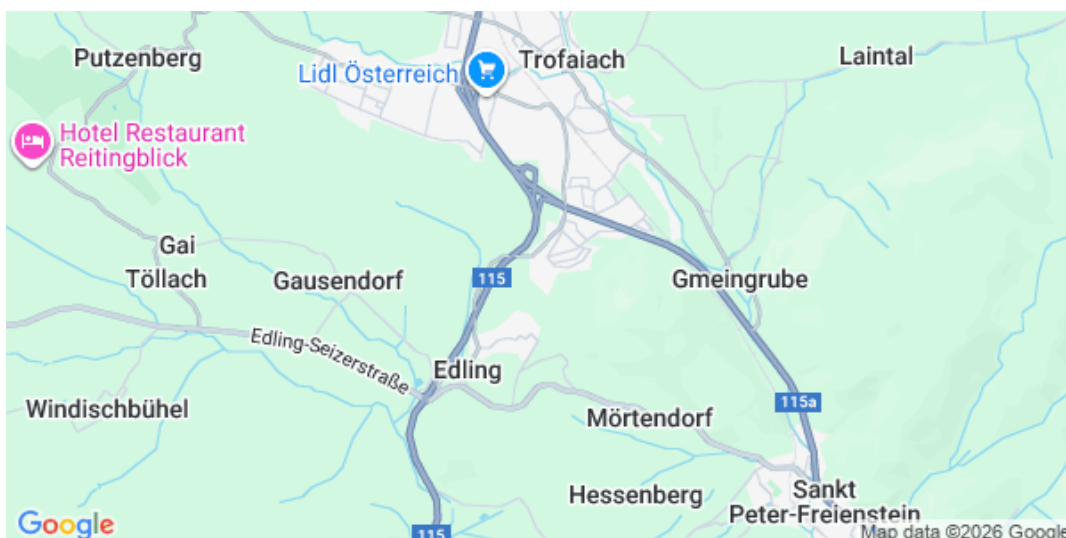 Putzenberg
Lidl Österreich
Trofaiach
Laintal
Hotel Restaurant
Reitingblick
Gai
Töllach
Gausendorf
115
Gmeingrube
Edling-Seizerstraße
Edling
Windischbühel
115a
Mörtendorf
Hessenberg
Sankt
Peter-Freienstein
Google
115
Map data ©2026 Google